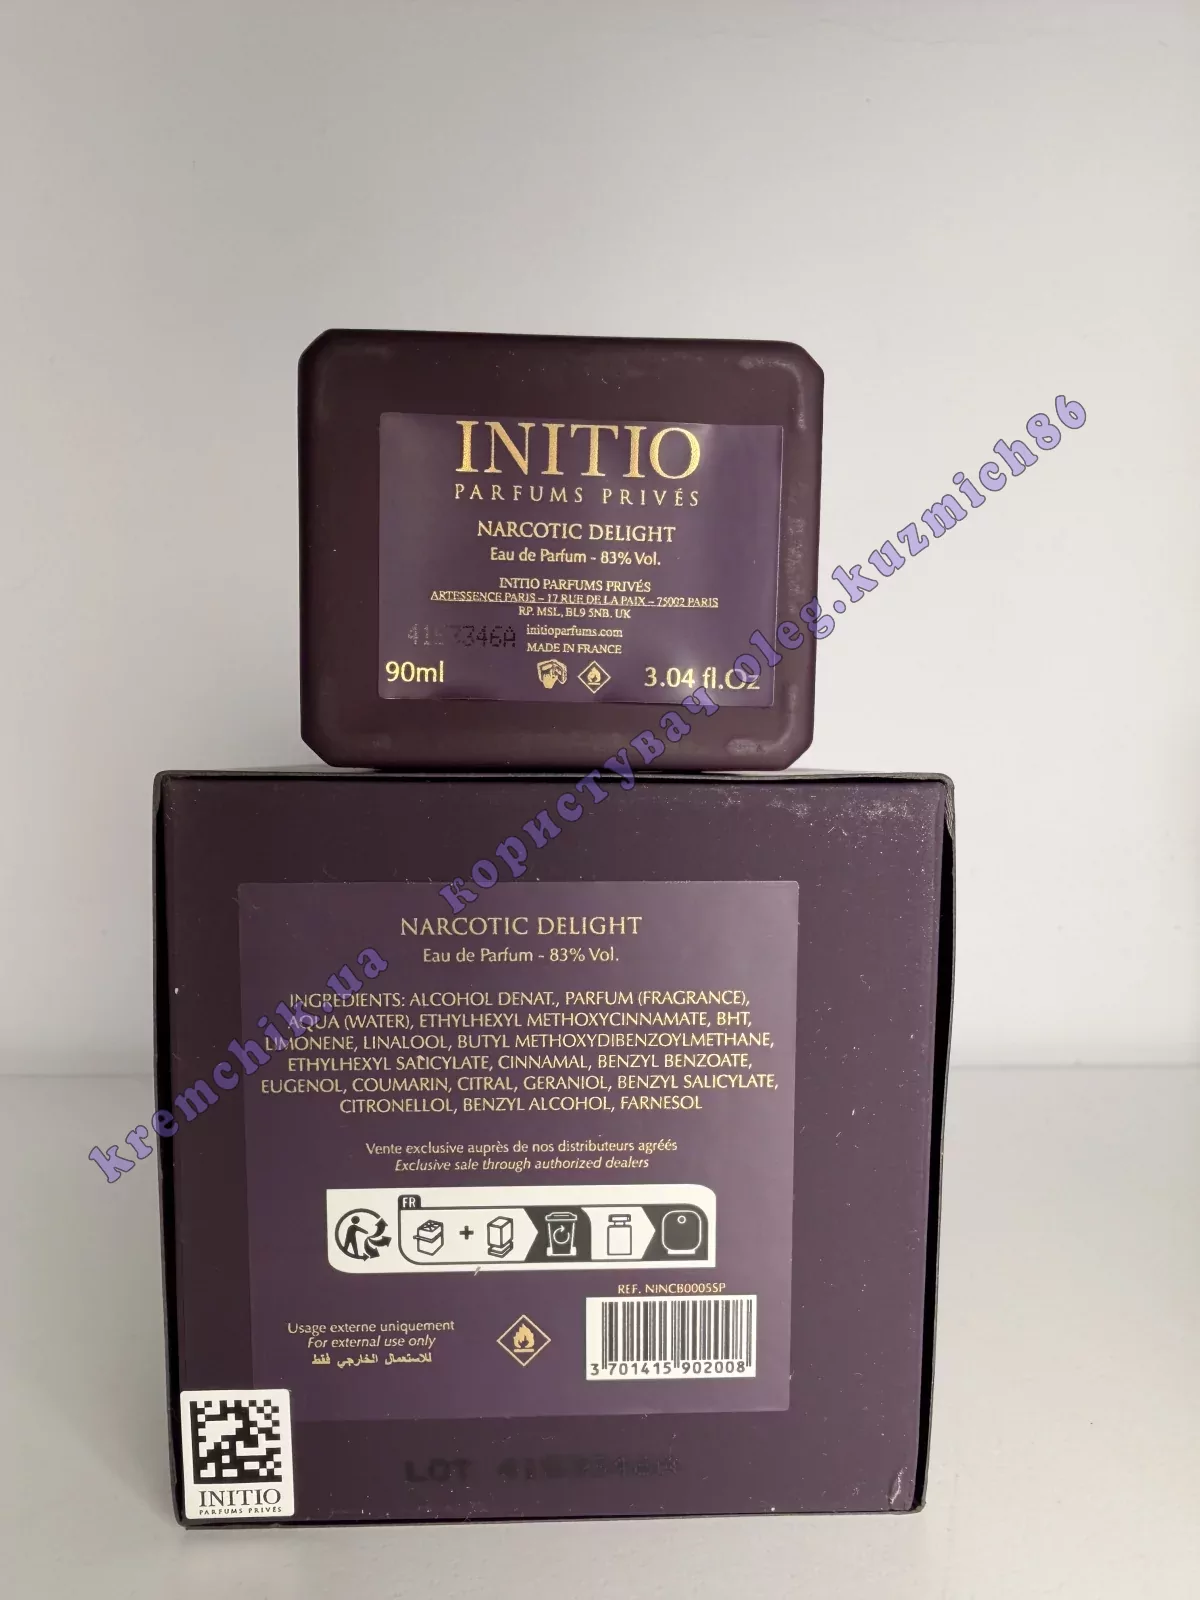 INITIO
PARFUMS PRIVÉS
NARCOTIC DELIGHT
Eau de Parfum - 83% Vol.
INITIO PARFUMS PRIVÉS
ARTESSENCE PARIS – 17 RUE DE LA PAIX – 75002 PARIS
RP. MSL, BL9 5NB. UK
initioparfums.com
MADE IN FRANCE
90ml
3.04 fl.Oz
kremchik.ua користувач oleg.kuzmich86
NARCOTIC DELIGHT
Eau de Parfum - 83% Vol.
INGREDIENTS: ALCOHOL DENAT., PARFUM (FRAGRANCE),
AQUA (WATER), ETHYLHEXYL METHOXYCINNAMATE, BHT,
LIMONENE, LINALOOL, BUTYL METHOXYDIBENZOYLMETHANE,
ETHYLHEXYL SALICYLATE, CINNAMAL, BENZYL BENZOATE,
EUGENOL, COUMARIN, CITRAL, GERANIOL, BENZYL SALICYLATE,
CITRONELLOL, BENZYL ALCOHOL, FARNESOL
Vente exclusive auprès de nos distributeurs agréés
Exclusive sale through authorized dealers
FR
REF. NINCB0005SP
Usage externe uniquement
For external use only
للاستعمال الخارجي فقط
3 701415 902008
INITIO
PARFUMS PRIVÉS
LOT